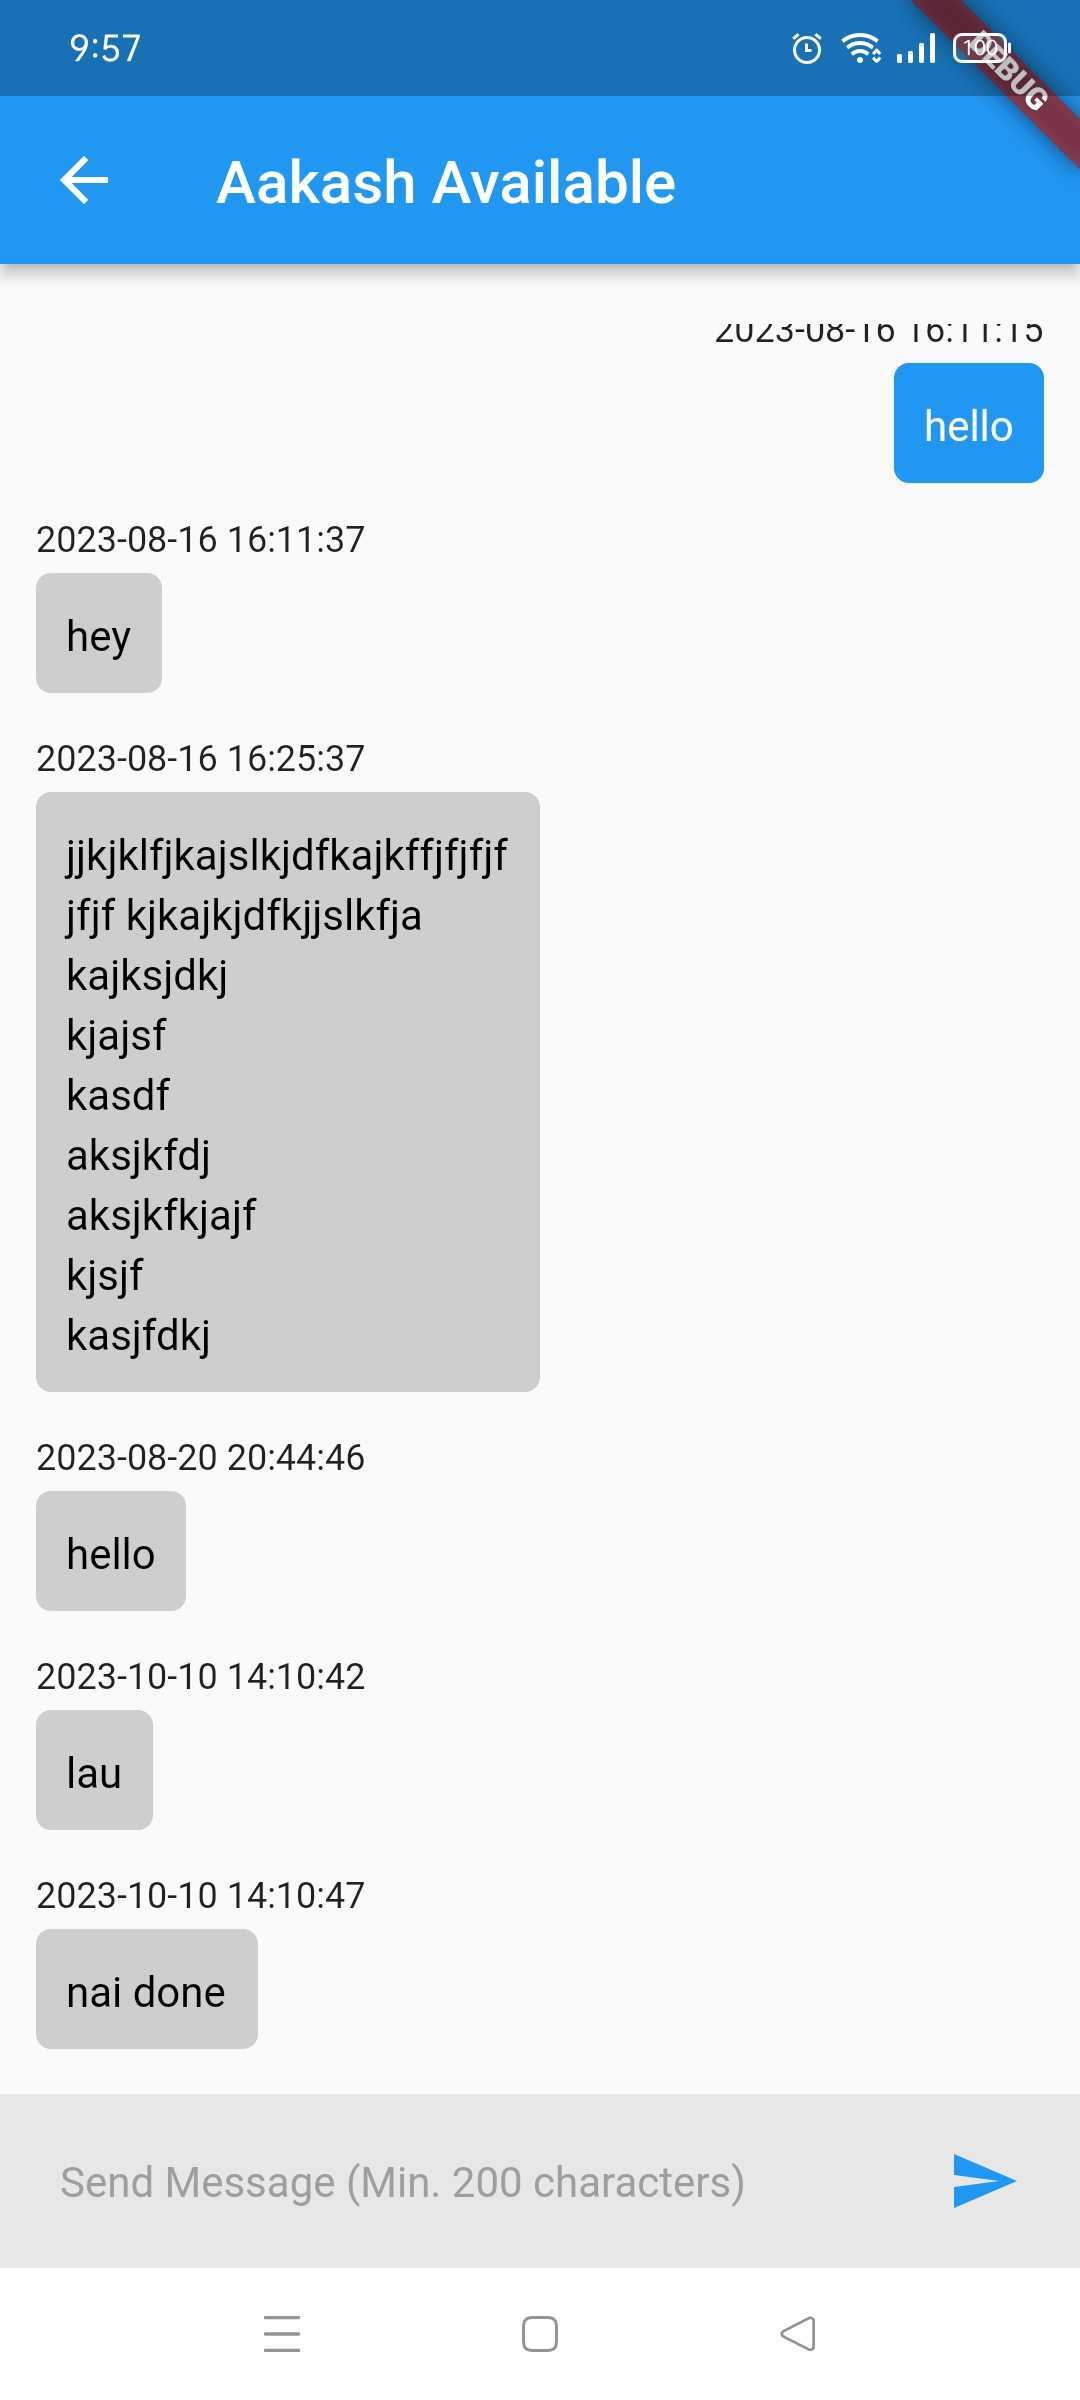 9:57
100
DEBUG
Aakash Available
2023-08-16 16:11:15
hello
2023-08-16 16:11:37
hey
2023-08-16 16:25:37
jjkjklfjkajslkjdfkajkffjfjfjf
jfjf kjkajkjdfkjjslkfja
kajksjdkj
kjajsf
kasdf
aksjkfdj
aksjkfkjajf
kjsjf
kasjfdkj
2023-08-20 20:44:46
hello
2023-10-10 14:10:42
lau
2023-10-10 14:10:47
nai done
Send Message (Min. 200 characters)